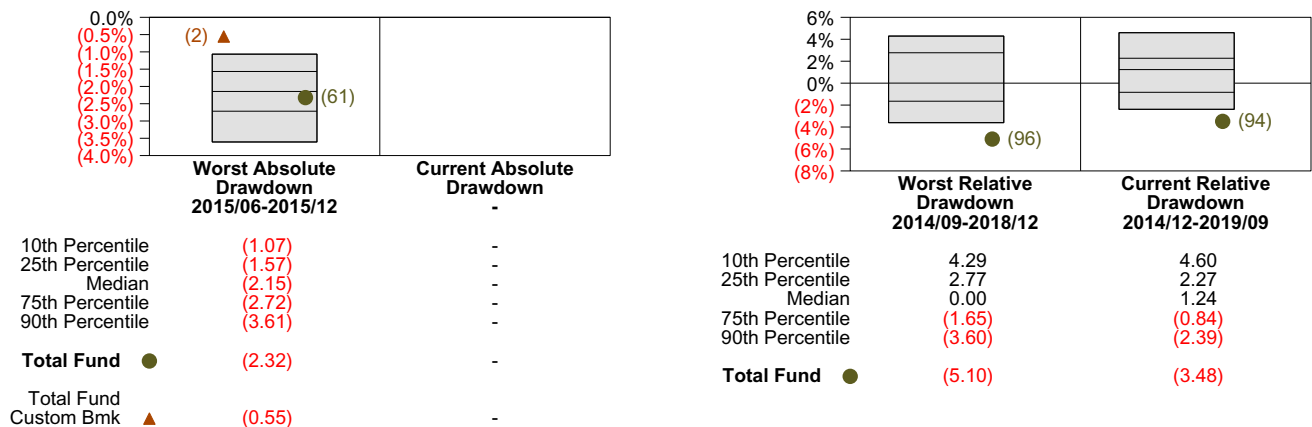 0.0%
(0.5%)
(1.0%)
(1.5%)
(2.0%)
(2.5%)
(3.0%)
(3.5%)
(4.0%)
(2)
(61)
Worst Absolute
Drawdown
2015/06-2015/12
Current Absolute
Drawdown
-
10th Percentile (1.07) -
25th Percentile (1.57) -
Median (2.15) -
75th Percentile (2.72) -
90th Percentile (3.61) -
Total Fund (2.32) -
Total Fund
Custom Bmk (0.55) -
6%
4%
2%
0%
(2%)
(4%)
(6%)
(8%)
(96)
(94)
Worst Relative
Drawdown
2014/09-2018/12
Current Relative
Drawdown
2014/12-2019/09
10th Percentile 4.29 4.60
25th Percentile 2.77 2.27
Median 0.00 1.24
75th Percentile (1.65) (0.84)
90th Percentile (3.60) (2.39)
Total Fund (5.10) (3.48)